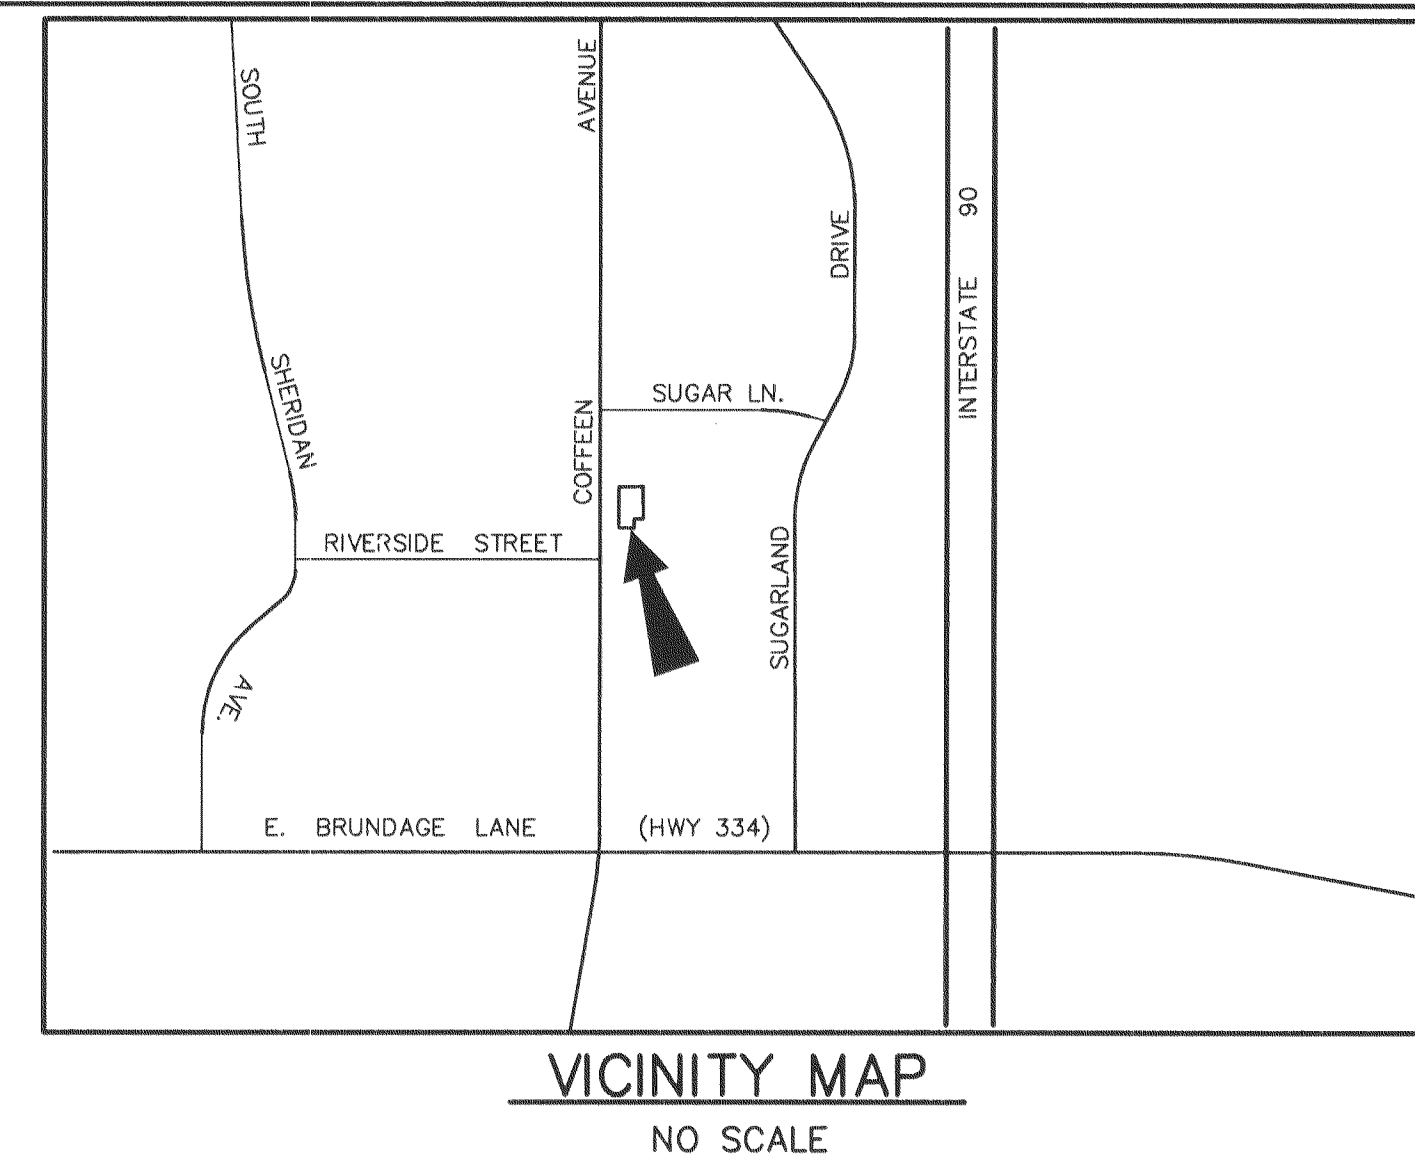 SOUTH
SHERIDAN
AVE.
COFFEEN AVENUE
SUGARLAND DRIVE
INTERSTATE 90
SUGAR LN.
RIVERSIDE STREET
E. BRUNDAGE LANE (HWY 334)
VICINITY MAP
NO SCALE